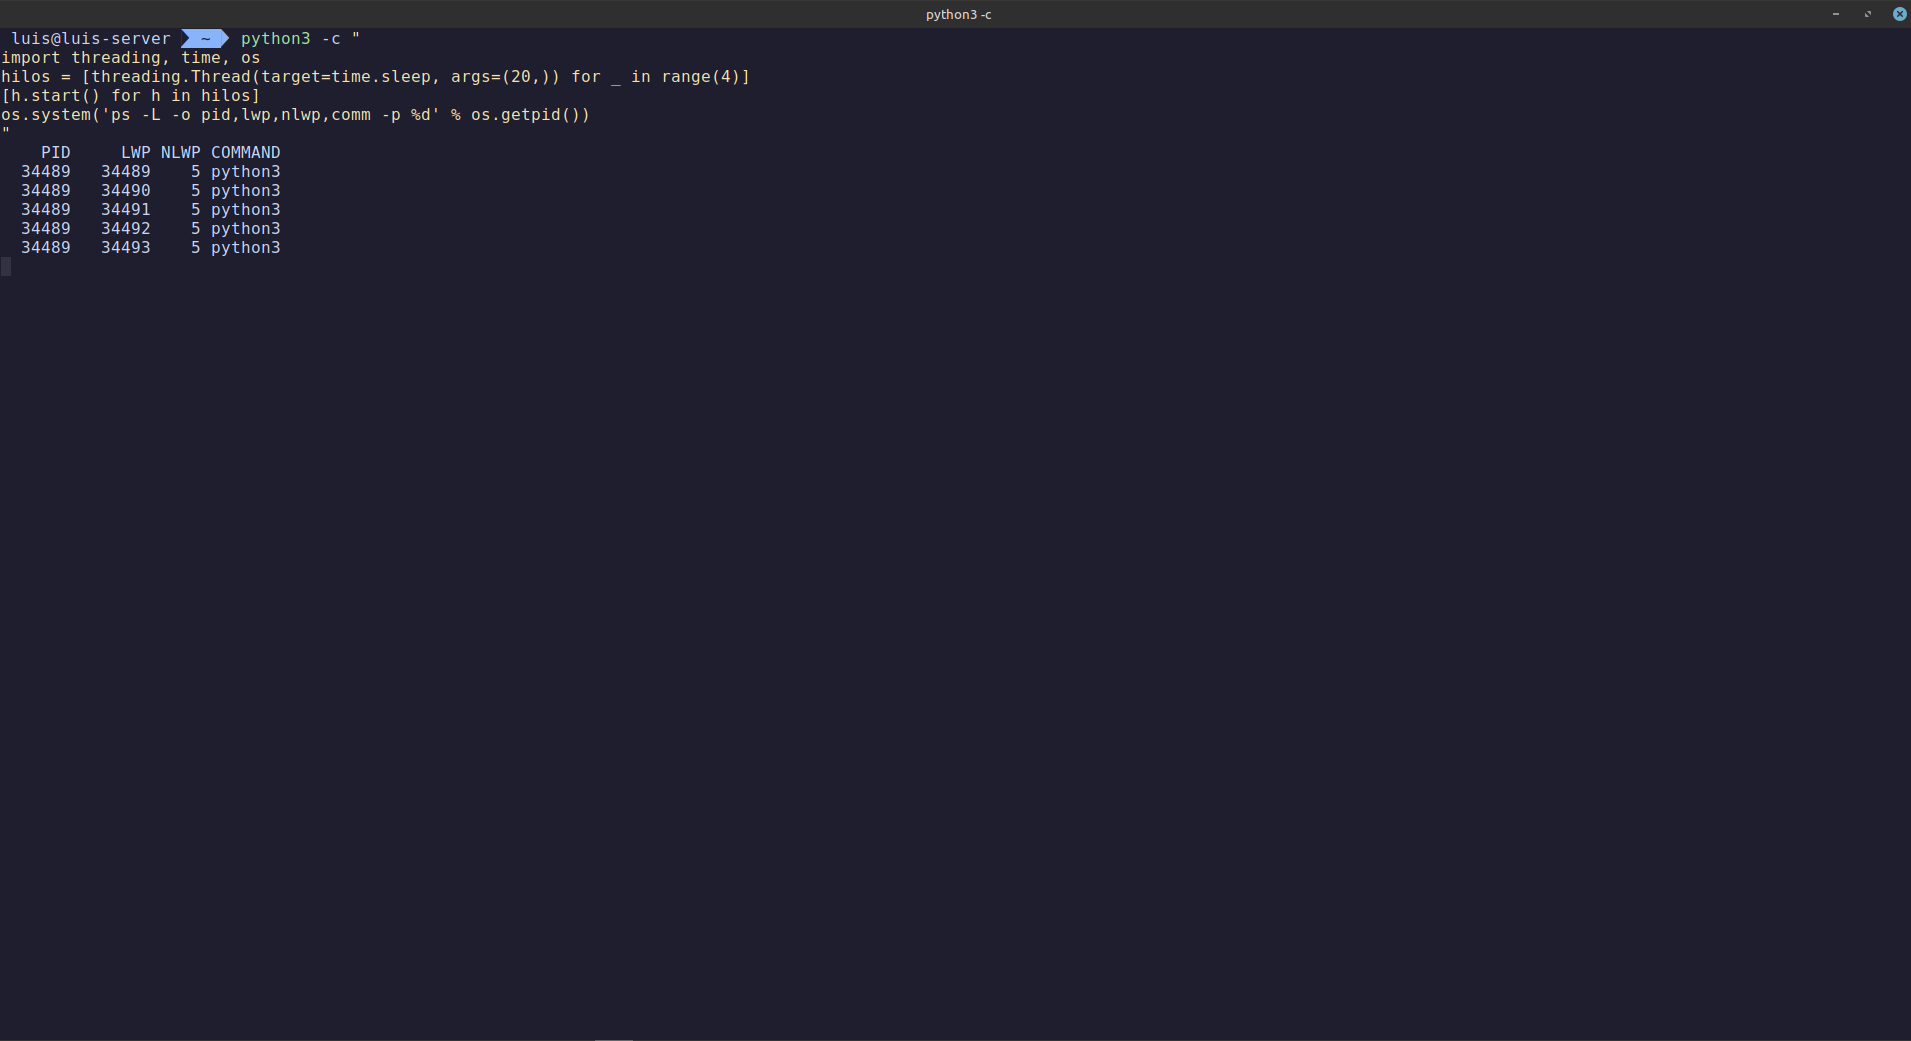 python3 -c
luis@luis-server ~ python3 -c "
import threading, time, os
hilos = [threading.Thread(target=time.sleep, args=(20,)) for _ in range(4)]
[h.start() for h in hilos]
os.system('ps -L -o pid,lwp,nlwp,comm -p %d' % os.getpid())
"
    PID     LWP NLWP COMMAND
  34489   34489    5 python3
  34489   34490    5 python3
  34489   34491    5 python3
  34489   34492    5 python3
  34489   34493    5 python3